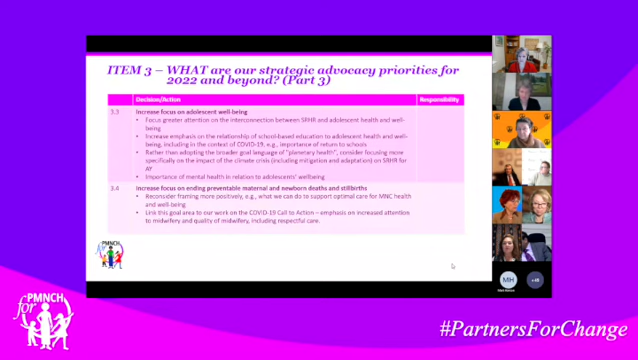 ITEM 3 – WHAT are our strategic advocacy priorities for
2022 and beyond? (Part 3)
Decision/Action
Responsibility
3.3
Increase focus on adolescent well-being
• Focus greater attention on the interconnection between SRHR and adolescent health and well-
being
• Increase emphasis on the relationship of school-based education to adolescent health and well-
being, including in the context of COVID-19, e.g., importance of return to schools
• Rather than adopting the broader goal language of "planetary health", consider focusing more
specifically on the impact of the climate crisis (including mitigation and adaptation) on SRHR for
AY
• Importance of mental health in relation to adolescents' wellbeing
3.4
Increase focus on ending preventable maternal and newborn deaths and stillbirths
• Reconsider framing more positively, e.g., what we can do to support optimal care for MNC health
and well-being
• Link this goal area to our work on the COVID-19 Call to Action – emphasis on increased attention
to midwifery and quality of midwifery, including respectful care.
PMNCH
for
MH
PMNCH
for
#PartnersForChange